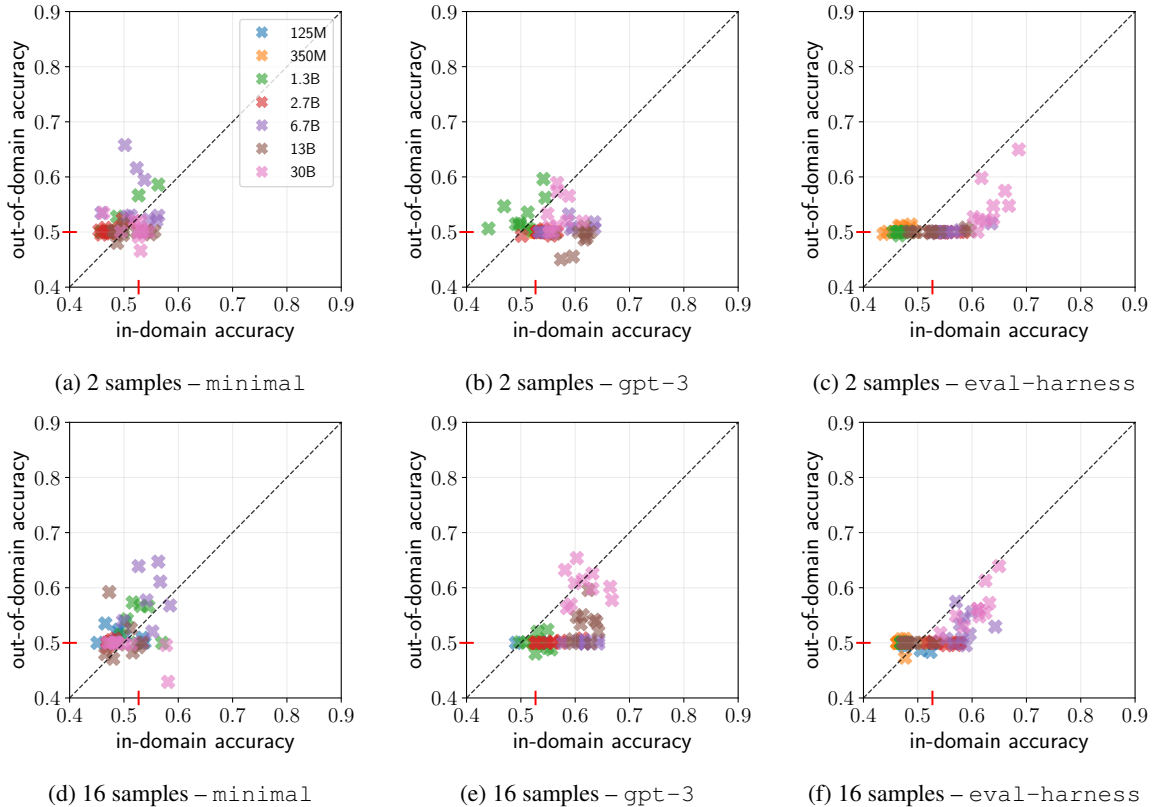 0.9
0.8
0.7
0.6
0.5
0.4
0.4 0.5 0.6 0.7 0.8 0.9
out-of-domain accuracy
in-domain accuracy
125M
350M
1.3B
2.7B
6.7B
13B
30B
(a) 2 samples – minimal
0.9
0.8
0.7
0.6
0.5
0.4
0.4 0.5 0.6 0.7 0.8 0.9
out-of-domain accuracy
in-domain accuracy
(b) 2 samples – gpt-3
0.9
0.8
0.7
0.6
0.5
0.4
0.4 0.5 0.6 0.7 0.8 0.9
out-of-domain accuracy
in-domain accuracy
(c) 2 samples – eval-harness
0.9
0.8
0.7
0.6
0.5
0.4
0.4 0.5 0.6 0.7 0.8 0.9
out-of-domain accuracy
in-domain accuracy
(d) 16 samples – minimal
0.9
0.8
0.7
0.6
0.5
0.4
0.4 0.5 0.6 0.7 0.8 0.9
out-of-domain accuracy
in-domain accuracy
(e) 16 samples – gpt-3
0.9
0.8
0.7
0.6
0.5
0.4
0.4 0.5 0.6 0.7 0.8 0.9
out-of-domain accuracy
in-domain accuracy
(f) 16 samples – eval-harness